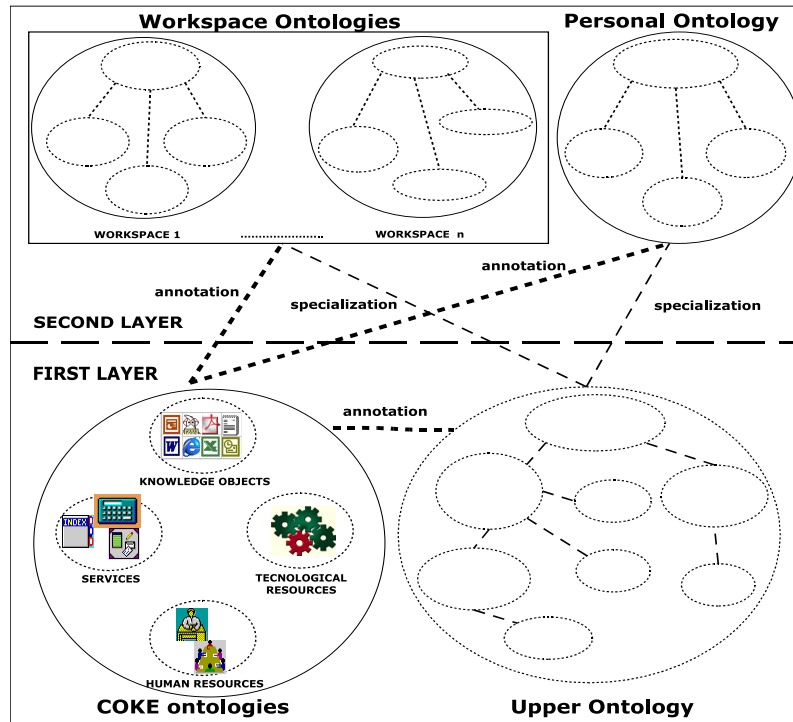 Workspace Ontologies
Personal Ontology
WORKSPACE 1
WORKSPACE n
annotation
specialization
annotation
specialization
SECOND LAYER
FIRST LAYER
annotation
KNOWLEDGE OBJECTS
INDEX
SERVICES
TECNOLOGICAL
RESOURCES
HUMAN RESOURCES
COKE ontologies
Upper Ontology